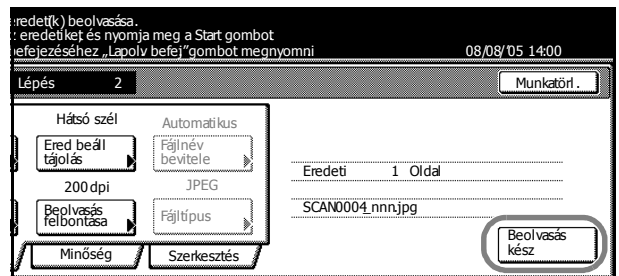 redeti(k) beolvasása.
z eredetiket, és nyomja meg a Start gombot
befejezéséhez „Lapolv befej”gombot megnyomni 08/08/'05 14:00
Lépés 2 Munkatörl.
Hátsó szél Automatikus
Ered beáll
tájolás
Fájlnév
bevitele
Eredeti 1 Oldal
200dpi JPEG
SCAN0004_nnn.jpg
Beolvasás
felbontása
Fájltípus
Beolvasás
kész
Minőség Szerkesztés